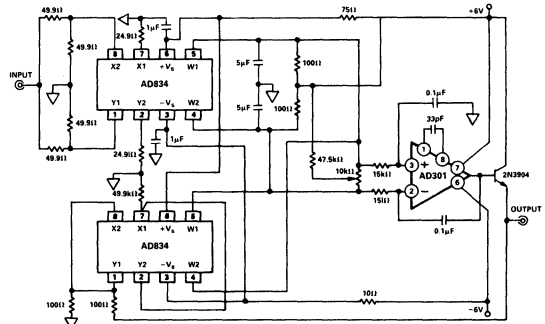 49.9Ω
49.9Ω
24.9Ω
1µF
75Ω
+6V
8 7 6 5
X2 X1 +Vs W1
AD834
Y1 Y2 −Vs W2
1 2 3 4
INPUT
49.9Ω
49.9Ω
5µF
5µF
100Ω
100Ω
1µF
24.9Ω
49.9kΩ
47.5kΩ
10kΩ
15kΩ
15Ω
0.1µF
33pF
1 8 7
3 +
2 −
6
AD301
2N3904
0.1µF
OUTPUT
8 7 6 5
X2 X1 +Vs W1
AD834
Y1 Y2 −Vs W2
1 2 3 4
100Ω
100Ω
10Ω
−6V